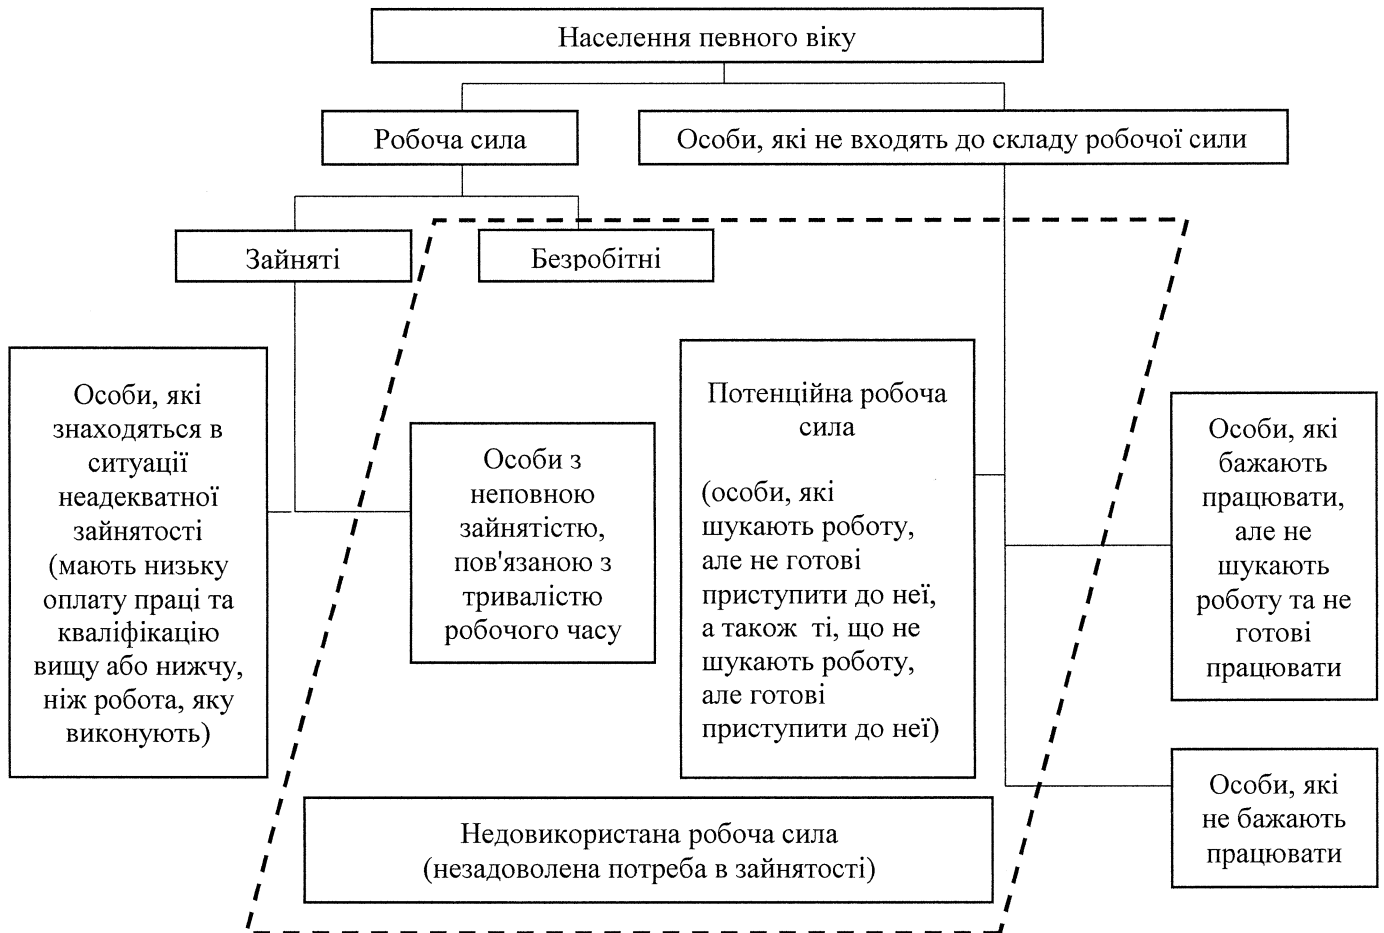 Населення певного віку
Робоча сила
Особи, які не входять до складу робочої сили
Зайняті
Безробітні
Особи, які
знаходяться в
ситуації
неадекватної
зайнятості
(мають низьку
оплату праці та
кваліфікацію
вищу або нижчу,
ніж робота, яку
виконують)
Особи з
неповною
зайнятістю,
пов'язаною з
тривалістю
робочого часу
Потенційна робоча
сила
(особи, які
шукають роботу,
але не готові
приступити до неї,
а також ті, що не
шукають роботу,
але готові
приступити до неї)
Особи, які
бажають
працювати,
але не
шукають
роботу та не
готові
працювати
Особи, які
не бажають
працювати
Недовикористана робоча сила
(незадоволена потреба в зайнятості)